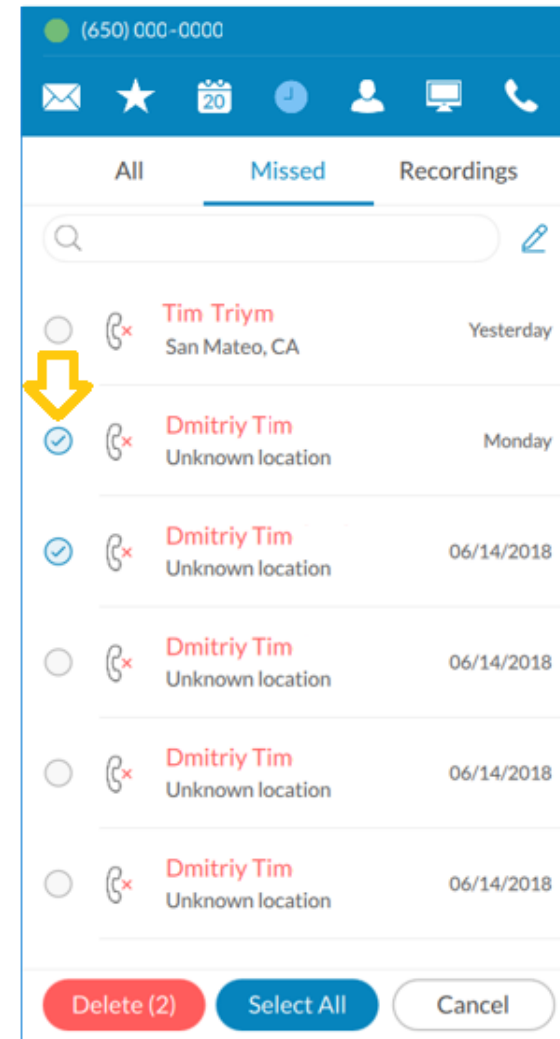 (650) 000-0000
20
All Missed Recordings
Tim Triym
San Mateo, CA
Yesterday
Dmitriy Tim
Unknown location
Monday
Dmitriy Tim
Unknown location
06/14/2018
Dmitriy Tim
Unknown location
06/14/2018
Dmitriy Tim
Unknown location
06/14/2018
Dmitriy Tim
Unknown location
06/14/2018
Delete (2) Select All Cancel